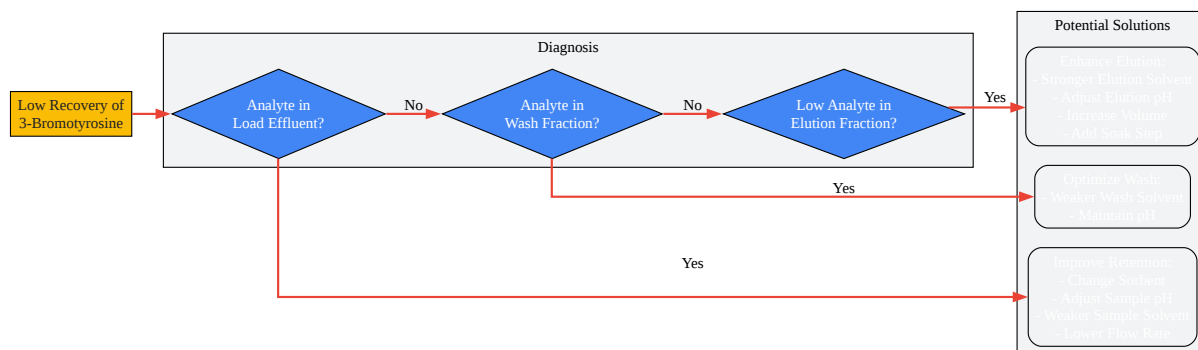 Potential Solutions
Diagnosis
Low Recovery of
3-Bromotyrosine
Analyte in
Load Effluent?
No
Analyte in
Wash Fraction?
No
Low Analyte in
Elution Fraction?
Yes
Enhance Elution:
- Stronger Elution Solvent
- Adjust Elution pH
- Increase Volume
- Add Soak Step
Yes
Optimize Wash:
- Weaker Wash Solvent
- Maintain pH
Yes
Improve Retention:
- Change Sorbent
- Adjust Sample pH
- Weaker Sample Solvent
- Lower Flow Rate